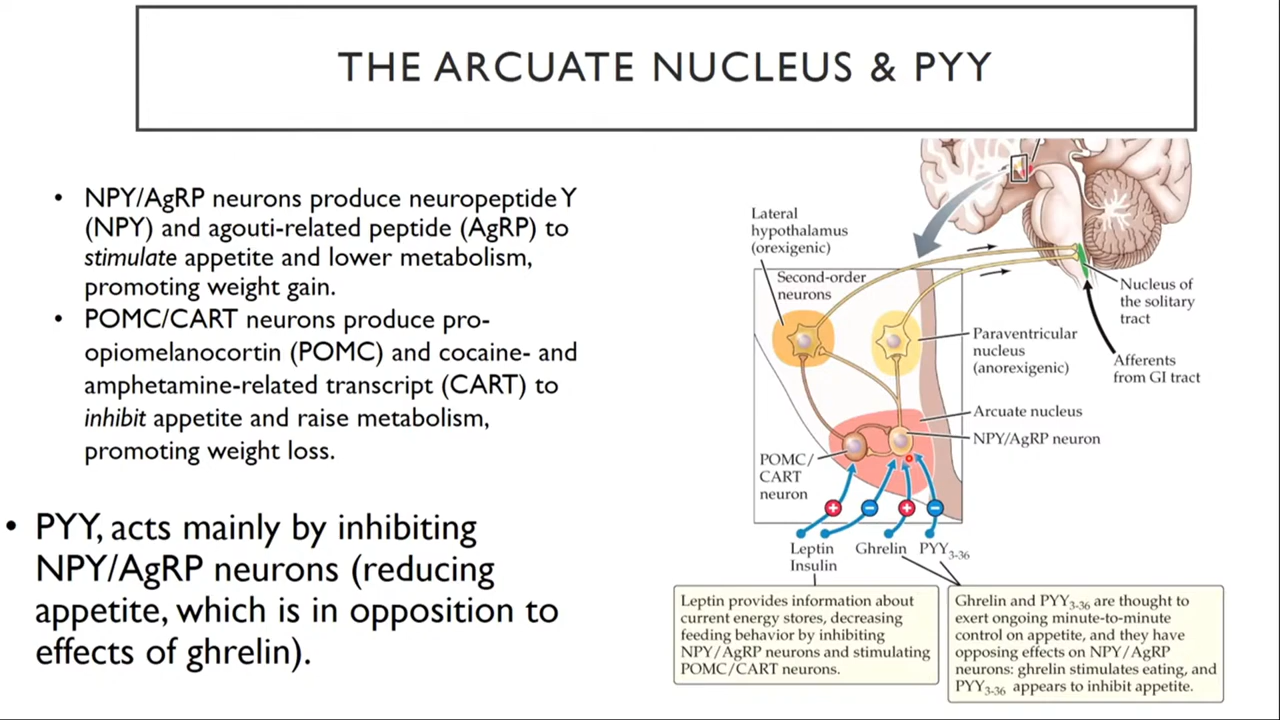 THE ARCUATE NUCLEUS & PYY
• NPY/AgRP neurons produce neuropeptide Y
(NPY) and agouti-related peptide (AgRP) to
stimulate appetite and lower metabolism,
promoting weight gain.
• POMC/CART neurons produce pro-
opiomelanocortin (POMC) and cocaine- and
amphetamine-related transcript (CART) to
inhibit appetite and raise metabolism,
promoting weight loss.
• PYY, acts mainly by inhibiting
NPY/AgRP neurons (reducing
appetite, which is in opposition to
effects of ghrelin).
Lateral
hypothalamus
(orexigenic)
Second-order
neurons
Nucleus of
the solitary
tract
Paraventricular
nucleus
(anorexigenic)
Afferents
from GI tract
Arcuate nucleus
NPY/AgRP neuron
POMC/
CART
neuron
+ − + −
Leptin
Insulin
Ghrelin
PYY3-36
Leptin provides information about
current energy stores, decreasing
feeding behavior by inhibiting
NPY/AgRP neurons and stimulating
POMC/CART neurons.
Ghrelin and PYY3-36 are thought to
exert ongoing minute-to-minute
control on appetite, and they have
opposing effects on NPY/AgRP
neurons: ghrelin stimulates eating, and
PYY3-36 appears to inhibit appetite.